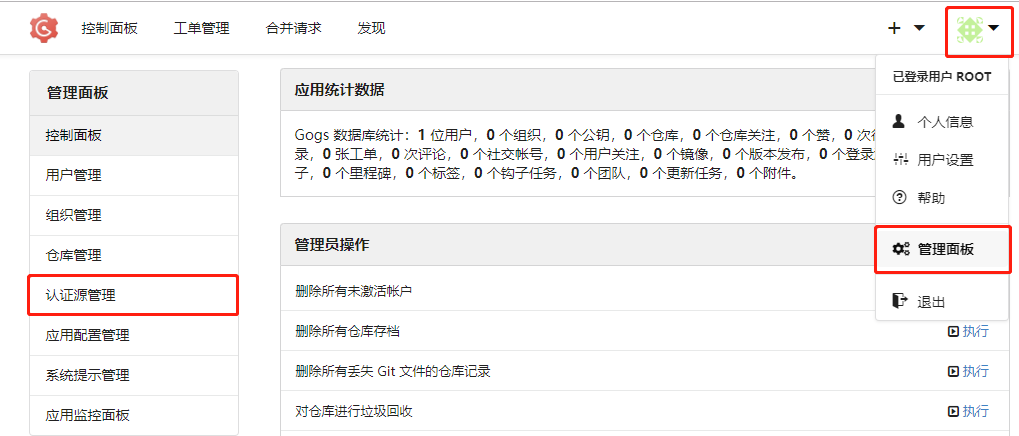 控制面板 工单管理 合并请求 发现
已登录用户 ROOT
个人信息
用户设置
帮助
管理面板
退出
管理面板
控制面板
用户管理
组织管理
仓库管理
认证源管理
应用配置管理
系统提示管理
应用监控面板
应用统计数据
Gogs 数据库统计：1 位用户，0 个组织，0 个公钥，0 个仓库，0 个仓库关注，0 个赞，0 次
录，0 张工单，0 次评论，0 个社交帐号，0 个用户关注，0 个镜像，0 个版本发布，0 个登录
子，0 个里程碑，0 个标签，0 个钩子任务，0 个团队，0 个更新任务，0 个附件。
管理员操作
删除所有未激活帐户
删除所有仓库存档 执行
删除所有丢失 Git 文件的仓库记录 执行
对仓库进行垃圾回收 执行